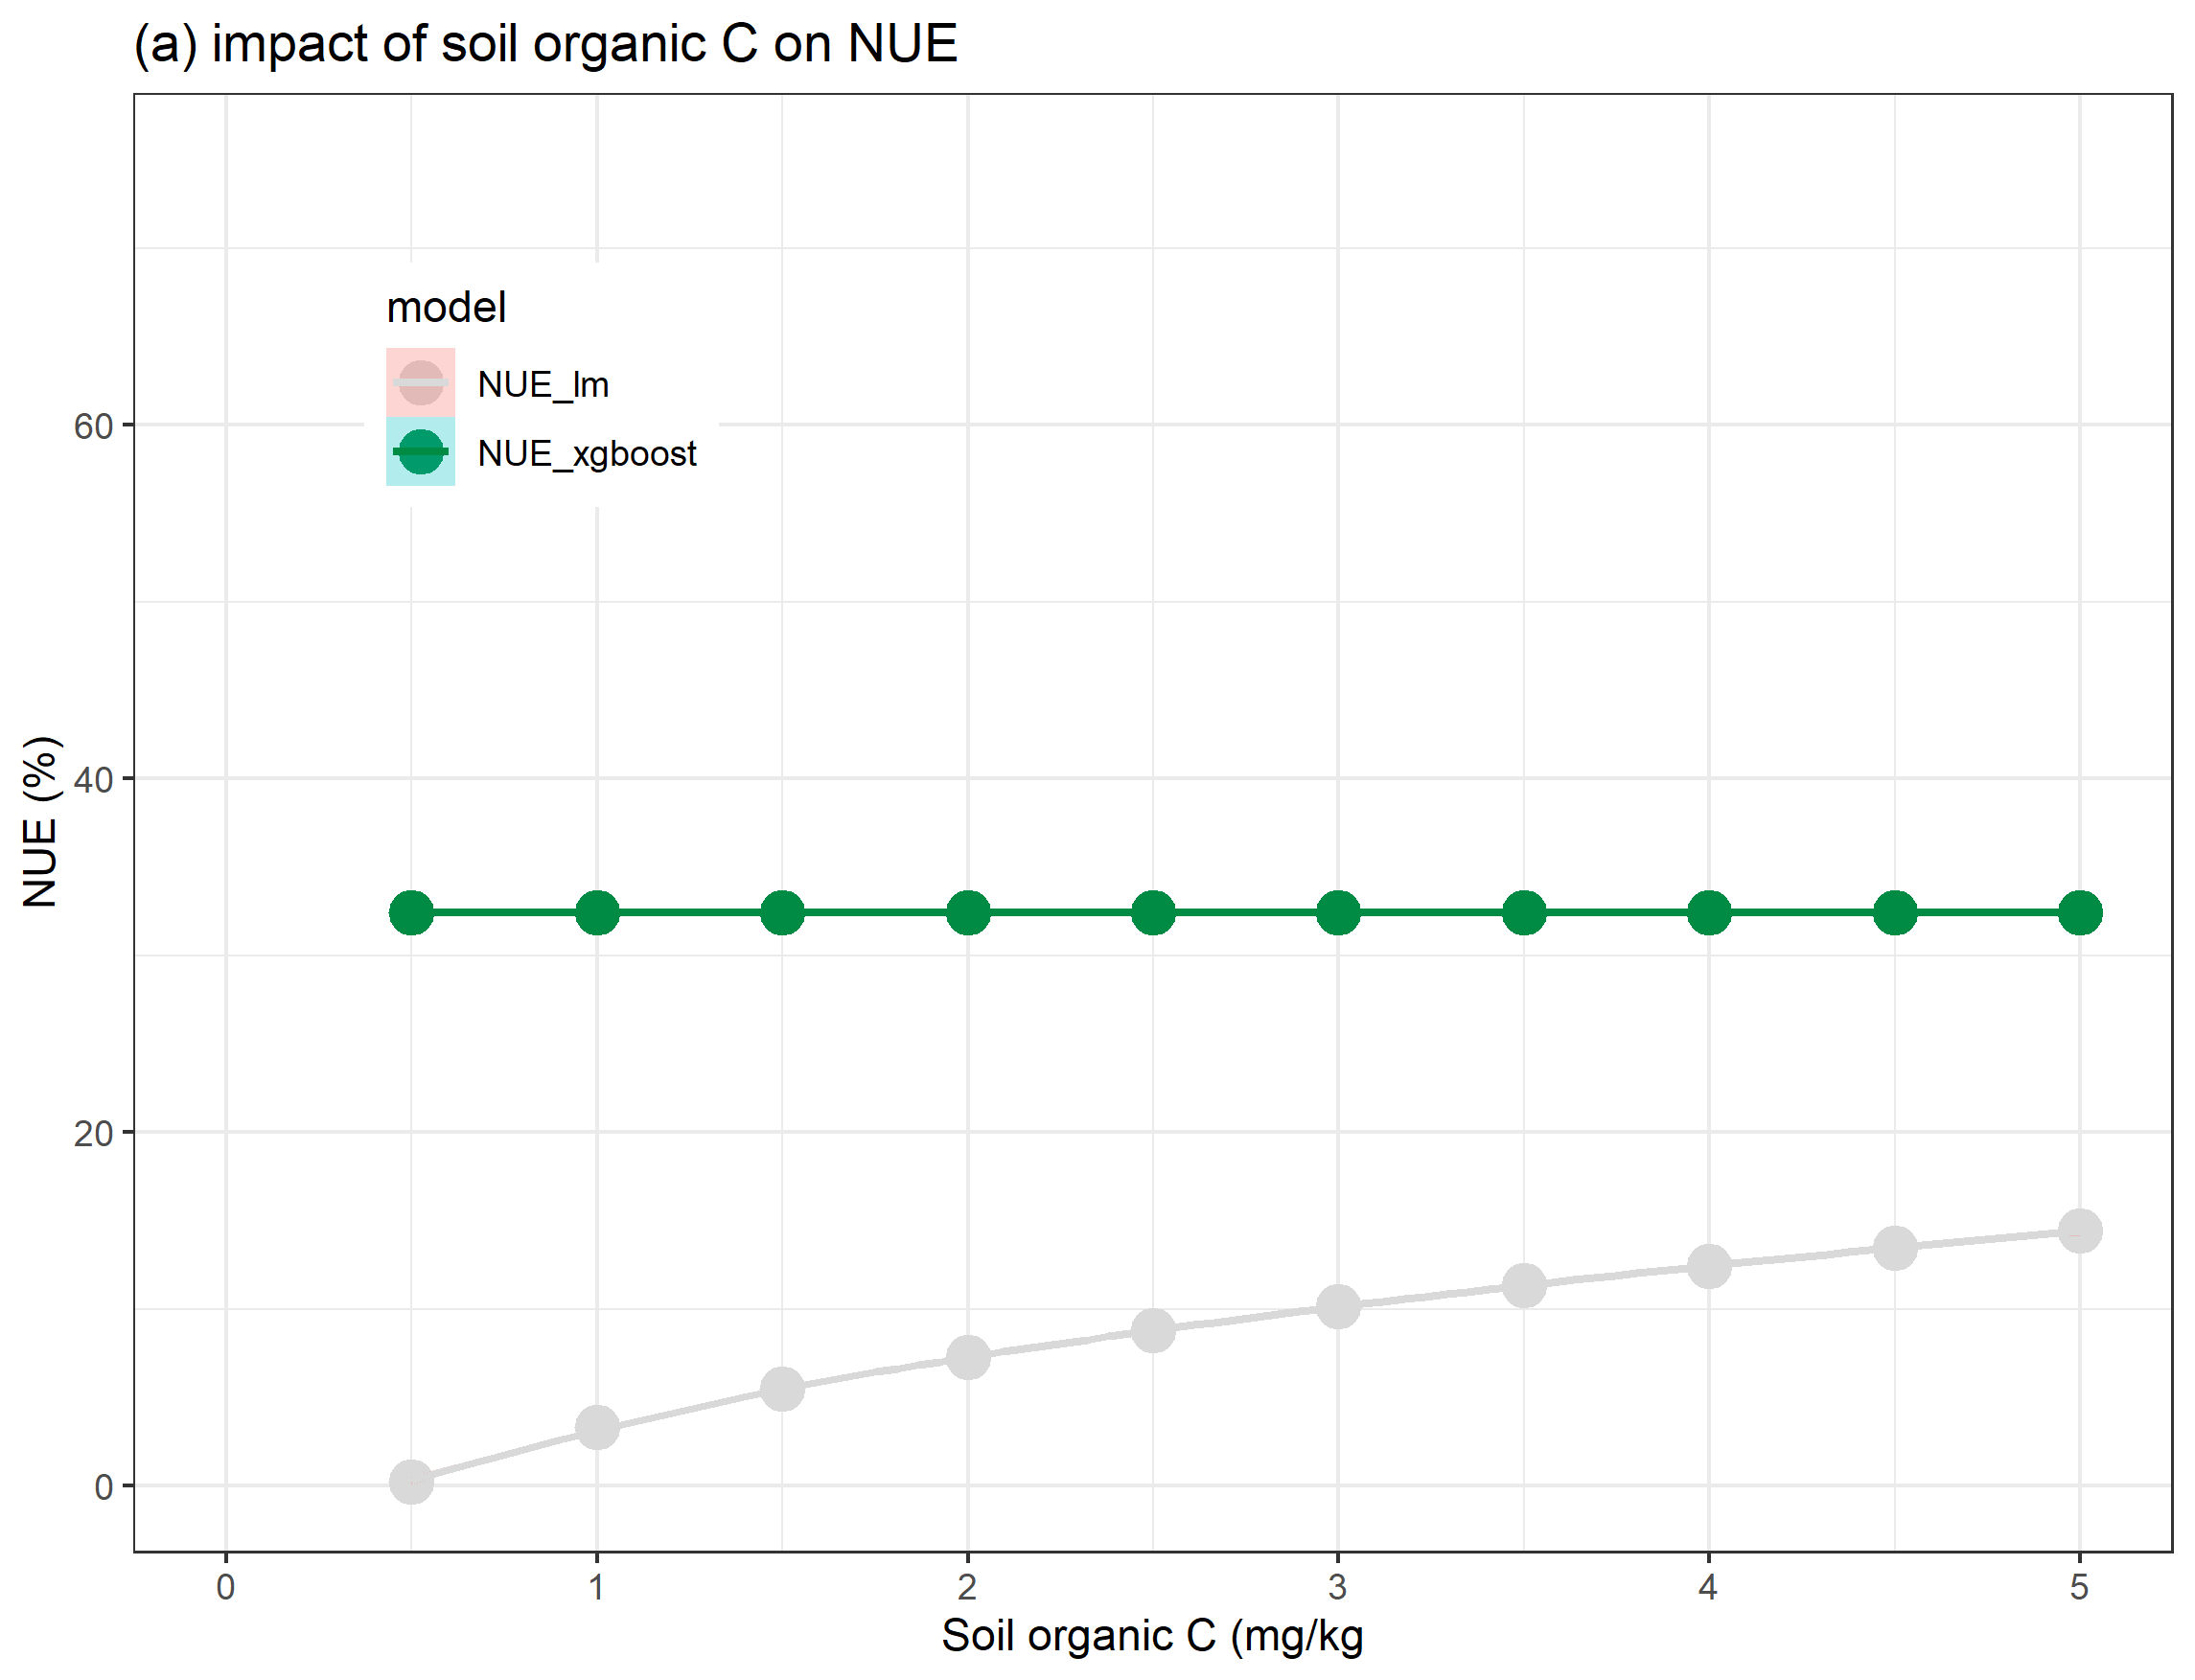 (a) impact of soil organic C on NUE
model
NUE_lm
NUE_xgboost
NUE (%)
60
40
20
0
0 1 2 3 4 5
Soil organic C (mg/kg